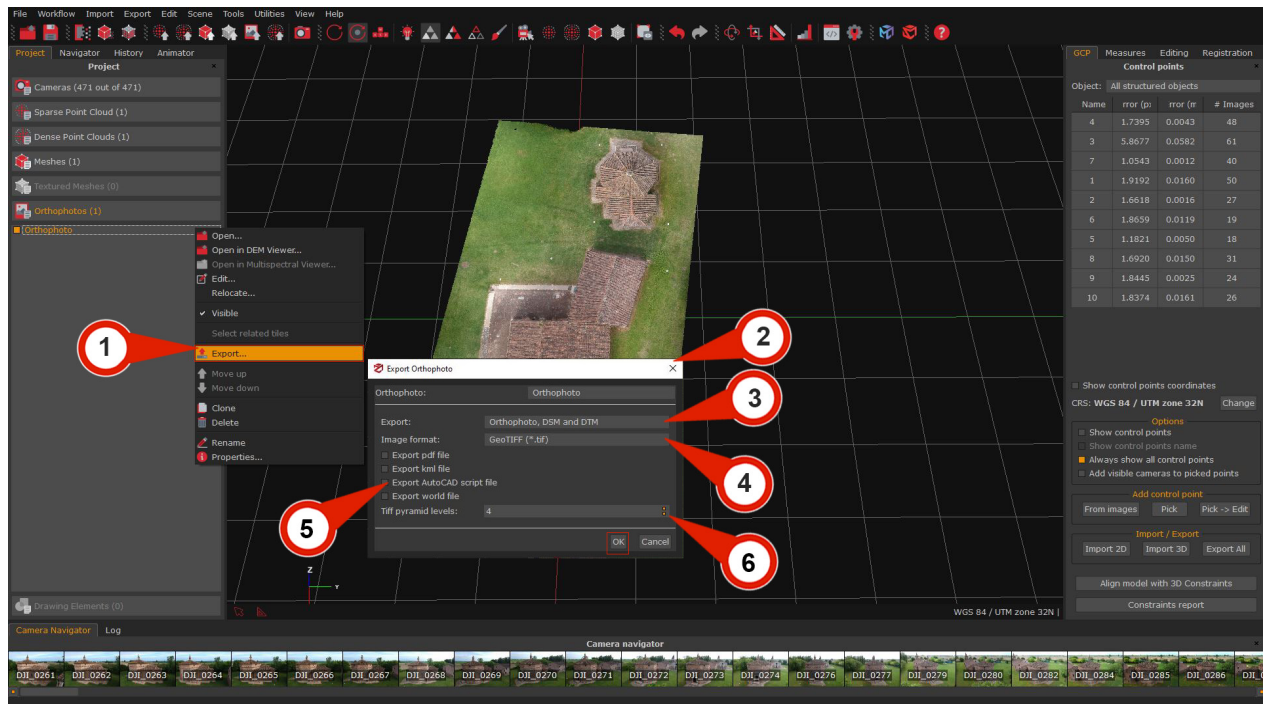 File Workflow Import Export Edit Scene Tools Utilities View Help
Project Navigator History Animator
Project
Cameras (471 out of 471)
Sparse Point Cloud (1)
Dense Point Clouds (1)
Meshes (1)
Textured Meshes (0)
Orthophotos (1)
Orthophoto
Open...
Open in DEM Viewer...
Open in Multispectral Viewer...
Edit...
Relocate...
Visible
Select related tiles
Export...
Move up
Move down
Clone
Delete
Rename
Properties...
1
2
3
4
5
6
Export Orthophoto
Orthophoto: Orthophoto
Export: Orthophoto, DSM and DTM
Image format: GeoTIFF (*.tif)
Export pdf file
Export kml file
Export AutoCAD script file
Export world file
Tiff pyramid levels: 4
OK Cancel
Z
Y
WGS 84 / UTM zone 32N
Drawing Elements (0)
GCP Measures Editing Registration
Control points
Object: All structured objects
Name rror (p: rror (m # Images
4 1.7395 0.0043 48
3 5.8677 0.0582 61
7 1.0543 0.0012 40
1 1.9192 0.0160 50
2 1.6618 0.0016 27
6 1.8659 0.0119 19
5 1.1821 0.0050 18
8 1.6920 0.0150 31
9 1.8445 0.0025 24
10 1.8374 0.0161 26
Show control points coordinates
CRS: WGS 84 / UTM zone 32N Change
Options
Show control points
Show control points name
Always show all control points
Add visible cameras to picked points
Add control point
From images Pick Pick -> Edit
Import / Export
Import 2D Import 3D Export All
Align model with 3D Constraints
Constraints report
Camera Navigator Log
Camera navigator
DJI_0261 DJI_0262 DJI_0263 DJI_0264 DJI_0265 DJI_0266 DJI_0267 DJI_0268 DJI_0269 DJI_0270 DJI_0271 DJI_0272 DJI_0273 DJI_0274 DJI_0276 DJI_0277 DJI_0279 DJI_0280 DJI_0282 DJI_0284 DJI_0285 DJI_0286